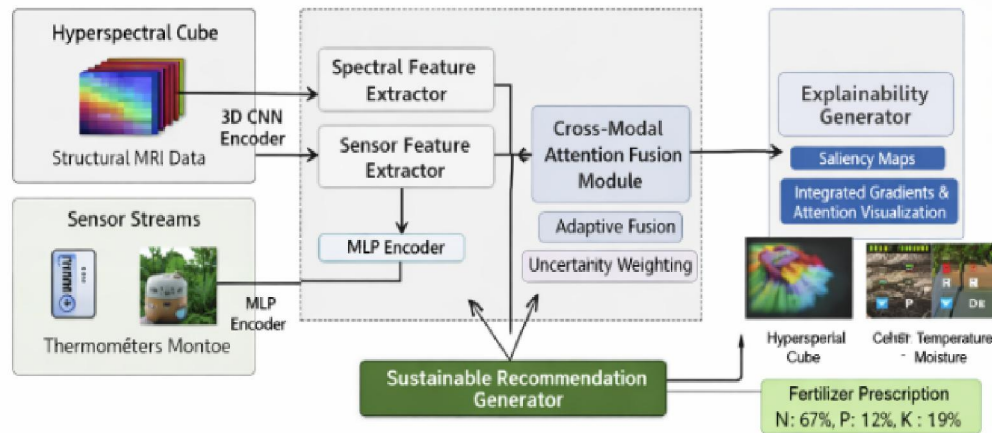 Hyperspectral Cube
Structural MRI Data
3D CNN
Encoder
Sensor Streams
Thermométers Montoe
MLP
Encoder
Spectral Feature
Extractor
Sensor Feature
Extractor
MLP Encoder
Cross-Modal
Attention Fusion
Module
Adaptive Fusion
Uncertainty Weighting
Explainability
Generator
Saliency Maps
Integrated Gradients &
Attention Visualization
Hypersperial
Cube
Temperature
Moisture
P
Sustainable Recommendation
Generator
Fertilizer Prescription
N: 67%, P: 12%, K : 19%